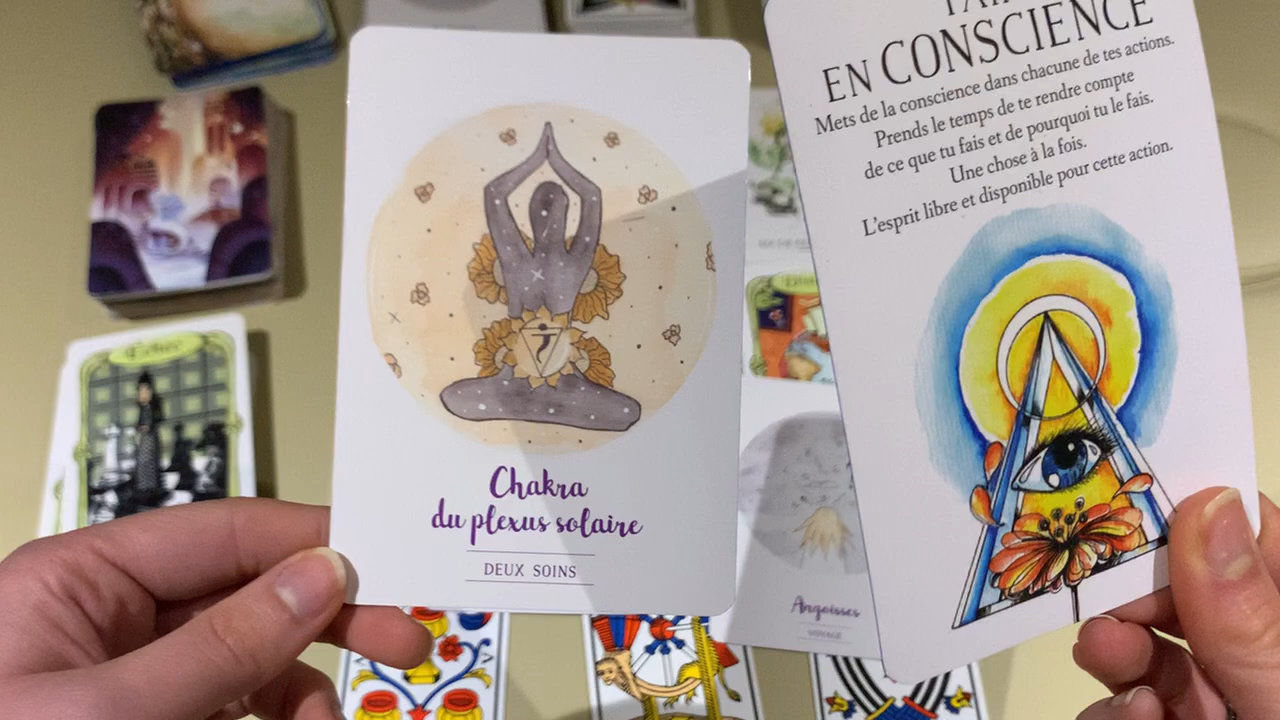 Chakra
du plexus solaire
DEUX SOINS
EN CONSCIENCE
Mets de la conscience dans chacune de tes actions.
Prends le temps de te rendre compte
de ce que tu fais et de pourquoi tu le fais.
Une chose à la fois.
L'esprit libre et disponible pour cette action.
Angoisses
VOYAGE